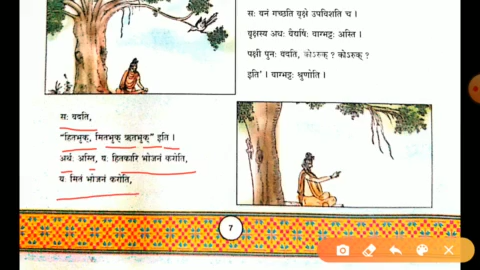 सः वनं गच्छति वृक्षे उपविशति च ।
वृक्षस्य अधः वैद्यर्षिः वाग्भट्टः अस्ति ।
पक्षी पुनः वदति, कोऽरुक् ? कोऽरुक् ?
इति' । वाग्भट्टः श्रुणोति ।
सः वदति,
"हितभुक्, मितभुक् ऋतभुक्" इति ।
अर्थः अस्ति, यः हितकारि भोजनं करोति,
यः मितं भोजनं करोति,
7